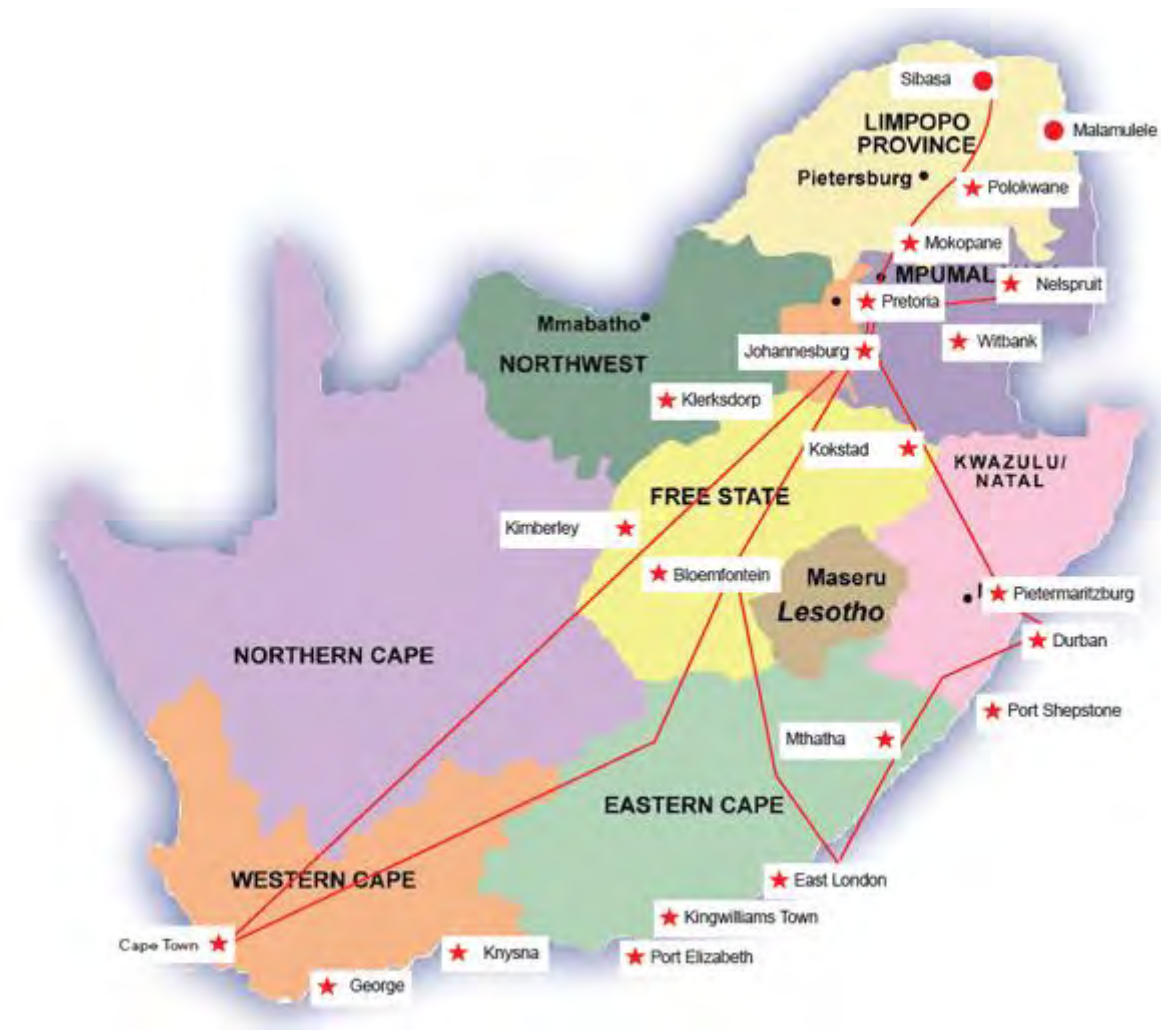 Sibasa
LIMPOPO
PROVINCE
Malamulele
Pietersburg
Polokwane
Mokopane
MPUMAL
Nelspruit
Pretoria
Mmabatho
Johannesburg
Witbank
NORTHWEST
Klerksdorp
Kokstad
KWAZULU/
NATAL
FREE STATE
Kimberley
Bloemfontein
Maseru
Lesotho
Pietermaritzburg
Durban
NORTHERN CAPE
Port Shepstone
Mthatha
EASTERN CAPE
WESTERN CAPE
East London
Kingwilliams Town
Cape Town
Knysna
Port Elizabeth
George